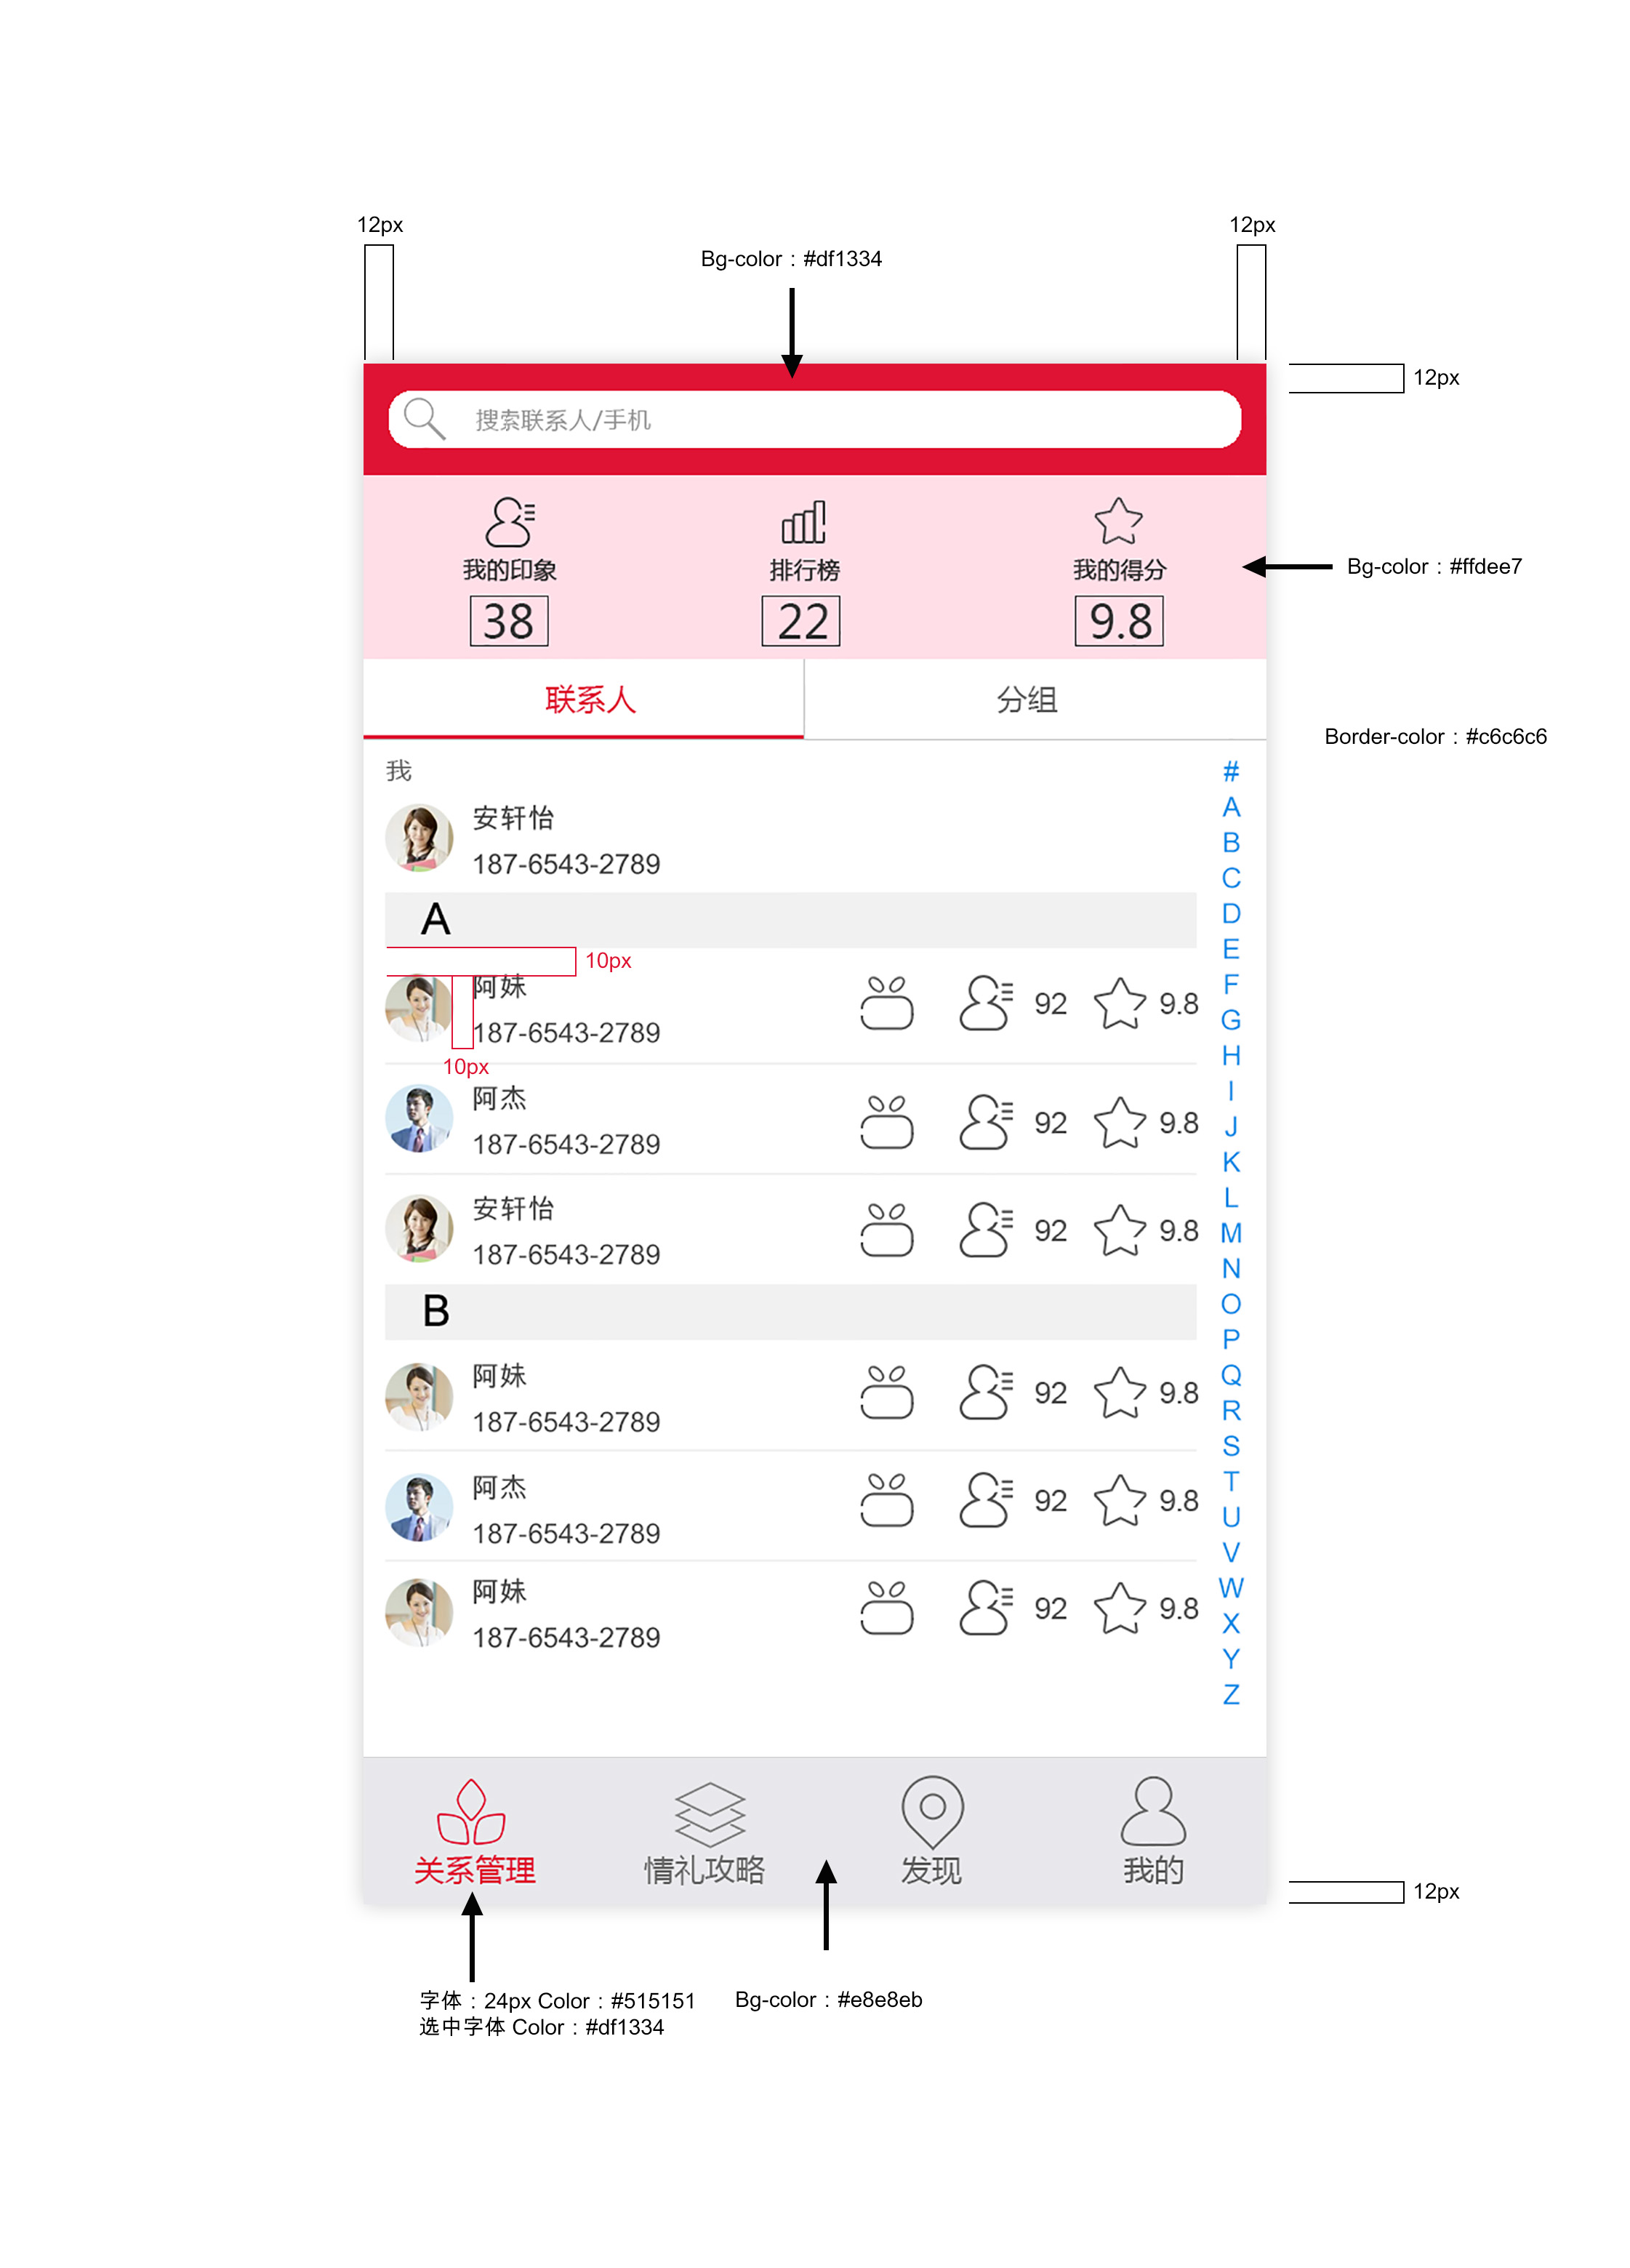 12px
12px
Bg-color：#df1334
12px
搜索联系人/手机
我的印象
排行榜
我的得分
Bg-color：#ffdee7
38
22
9.8
联系人
分组
Border-color：#c6c6c6
我
安轩怡
187-6543-2789
A
10px
阿妹
187-6543-2789
92
9.8
10px
阿杰
187-6543-2789
92
9.8
安轩怡
187-6543-2789
92
9.8
B
阿妹
187-6543-2789
92
9.8
阿杰
187-6543-2789
92
9.8
阿妹
187-6543-2789
92
9.8
#
A
B
C
D
E
F
G
H
I
J
K
L
M
N
O
P
Q
R
S
T
U
V
W
X
Y
Z
关系管理
情礼攻略
发现
我的
12px
字体：24px Color：#515151
选中字体 Color：#df1334
Bg-color：#e8e8eb